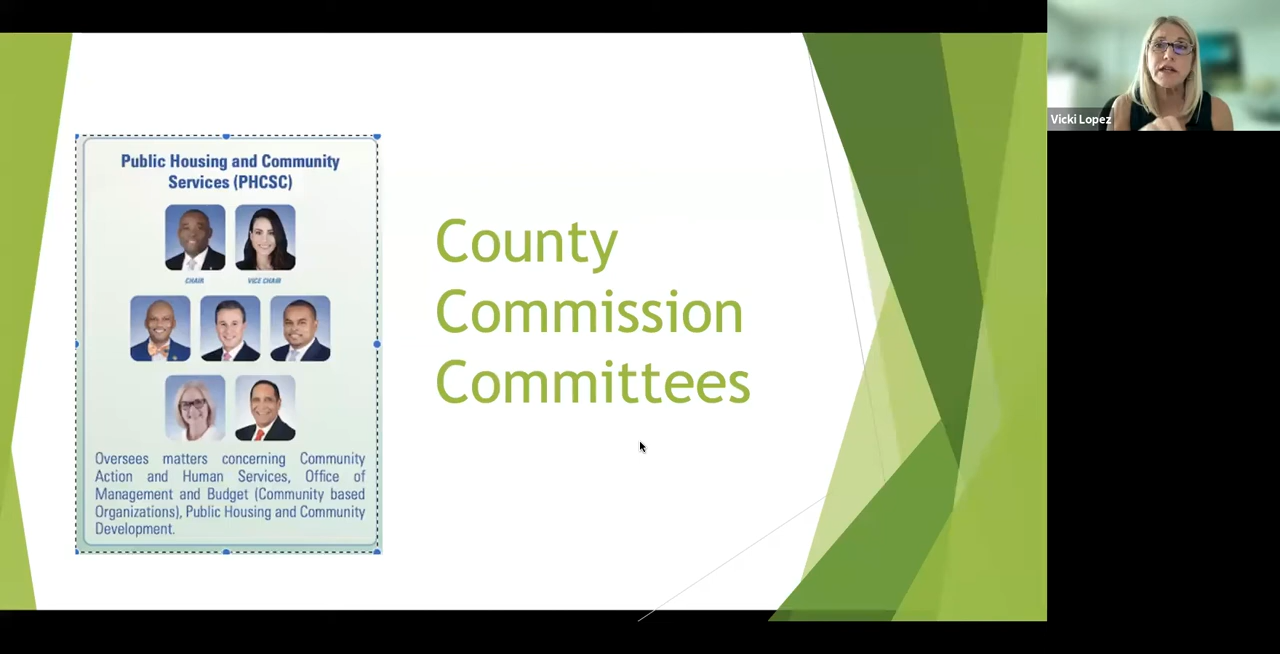 Public Housing and Community
Services (PHCSC)
CHAIR
VICE CHAIR
Oversees matters concerning Community
Action and Human Services, Office of
Management and Budget (Community based
Organizations), Public Housing and Community
Development.
County
Commission
Committees
Vicki Lopez